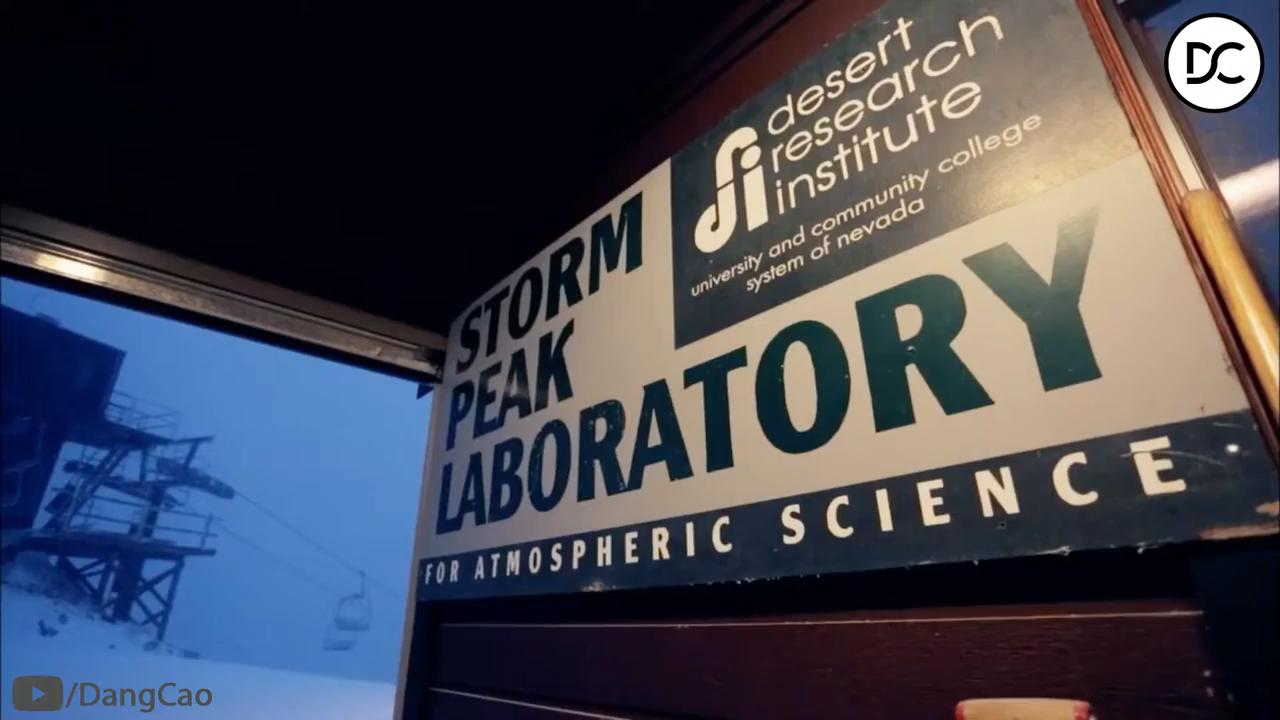 DC
desert
research
institute
university and community college
system of nevada
STORM
PEAK
LABORATORY
FOR ATMOSPHERIC SCIENCE
/DangCao